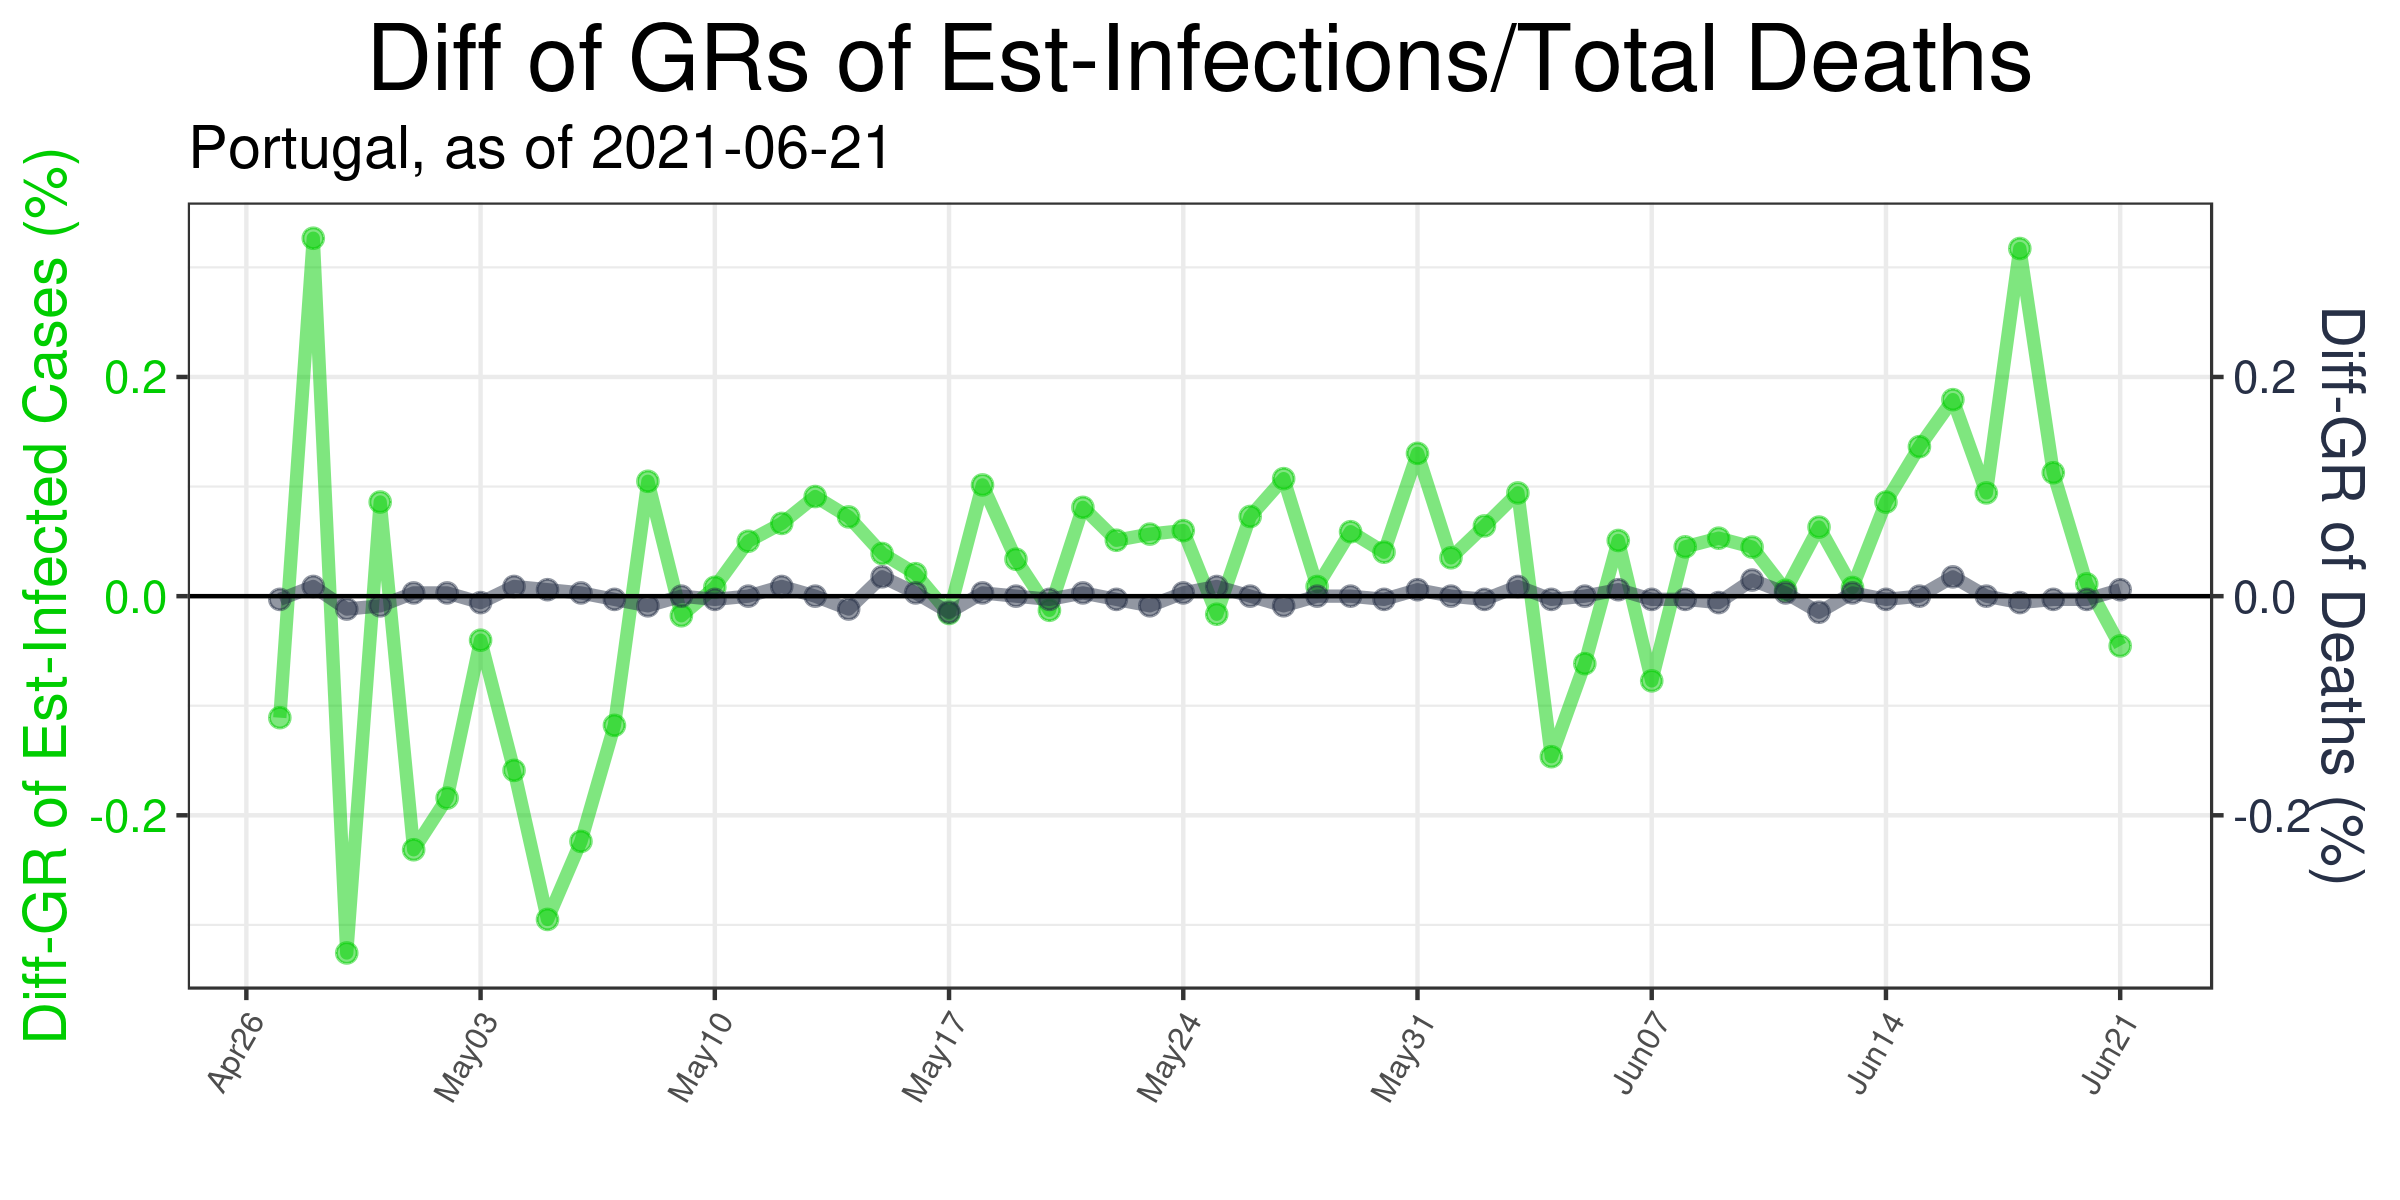 Diff of GRs of Est-Infections/Total Deaths
Portugal, as of 2021-06-21
Diff-GR of Est-Infected Cases (%)
0.2
0.0
-0.2
0.2
0.0
-0.2
Diff-GR of Deaths (%)
Apr26
May03
May10
May17
May24
May31
Jun07
Jun14
Jun21